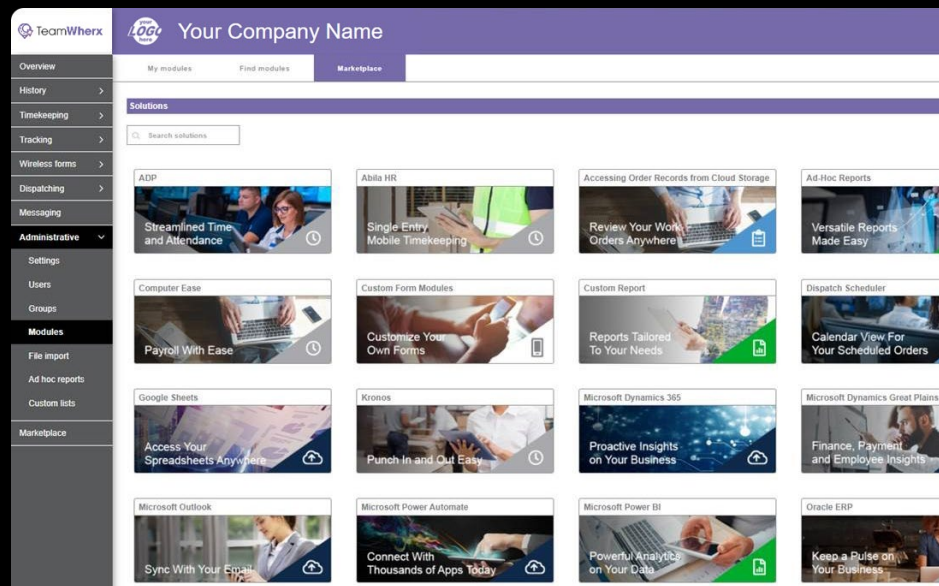 TeamWherx
your LOGO here
Your Company Name
Overview
History
Timekeeping
Tracking
Wireless forms
Dispatching
Messaging
Administrative
Settings
Users
Groups
Modules
File import
Ad hoc reports
Custom lists
Marketplace
My modules Find modules Marketplace
Solutions
Search solutions
ADP
Streamlined Time
and Attendance
Abila HR
Single Entry
Mobile Timekeeping
Accessing Order Records from Cloud Storage
Review Your Work
Orders Anywhere
Ad-Hoc Reports
Versatile Reports
Made Easy
Computer Ease
Payroll With Ease
Custom Form Modules
Customize Your
Own Forms
Custom Report
Reports Tailored
To Your Needs
Dispatch Scheduler
Calendar View For
Your Scheduled Orders
Google Sheets
Access Your
Spreadsheets Anywhere
Kronos
Punch In and Out Easy
Microsoft Dynamics 365
Proactive Insights
on Your Business
Microsoft Dynamics Great Plains
Finance, Payment
and Employee Insights
Microsoft Outlook
Sync With Your Email
Microsoft Power Automate
Connect With
Thousands of Apps Today
Microsoft Power BI
Powerful Analytics
on Your Data
Oracle ERP
Keep a Pulse on
Your Business